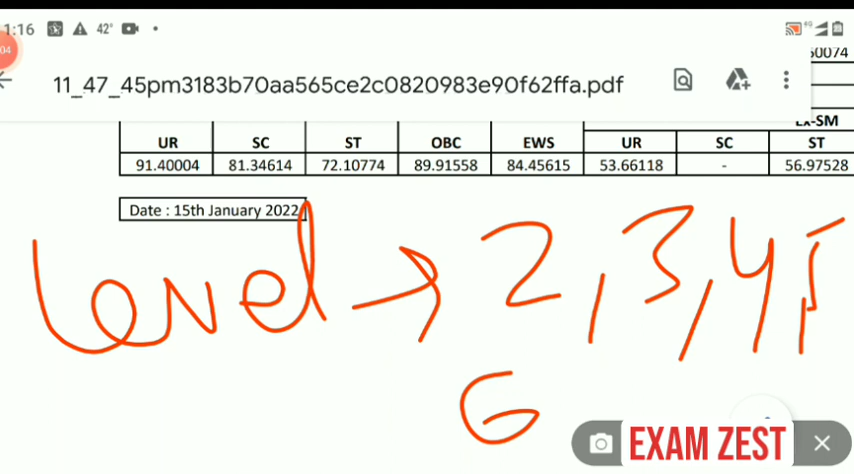 1:16 42° •
04
11_47_45pm3183b70aa565ce2c0820983e90f62ffa.pdf
50074
Ex-SM
UR SC ST OBC EWS UR SC ST
91.40004 81.34614 72.10774 89.91558 84.45615 53.66118 - 56.97528
Date : 15th January 2022
Level → 2, 3, 4, 5
6
EXAM ZEST